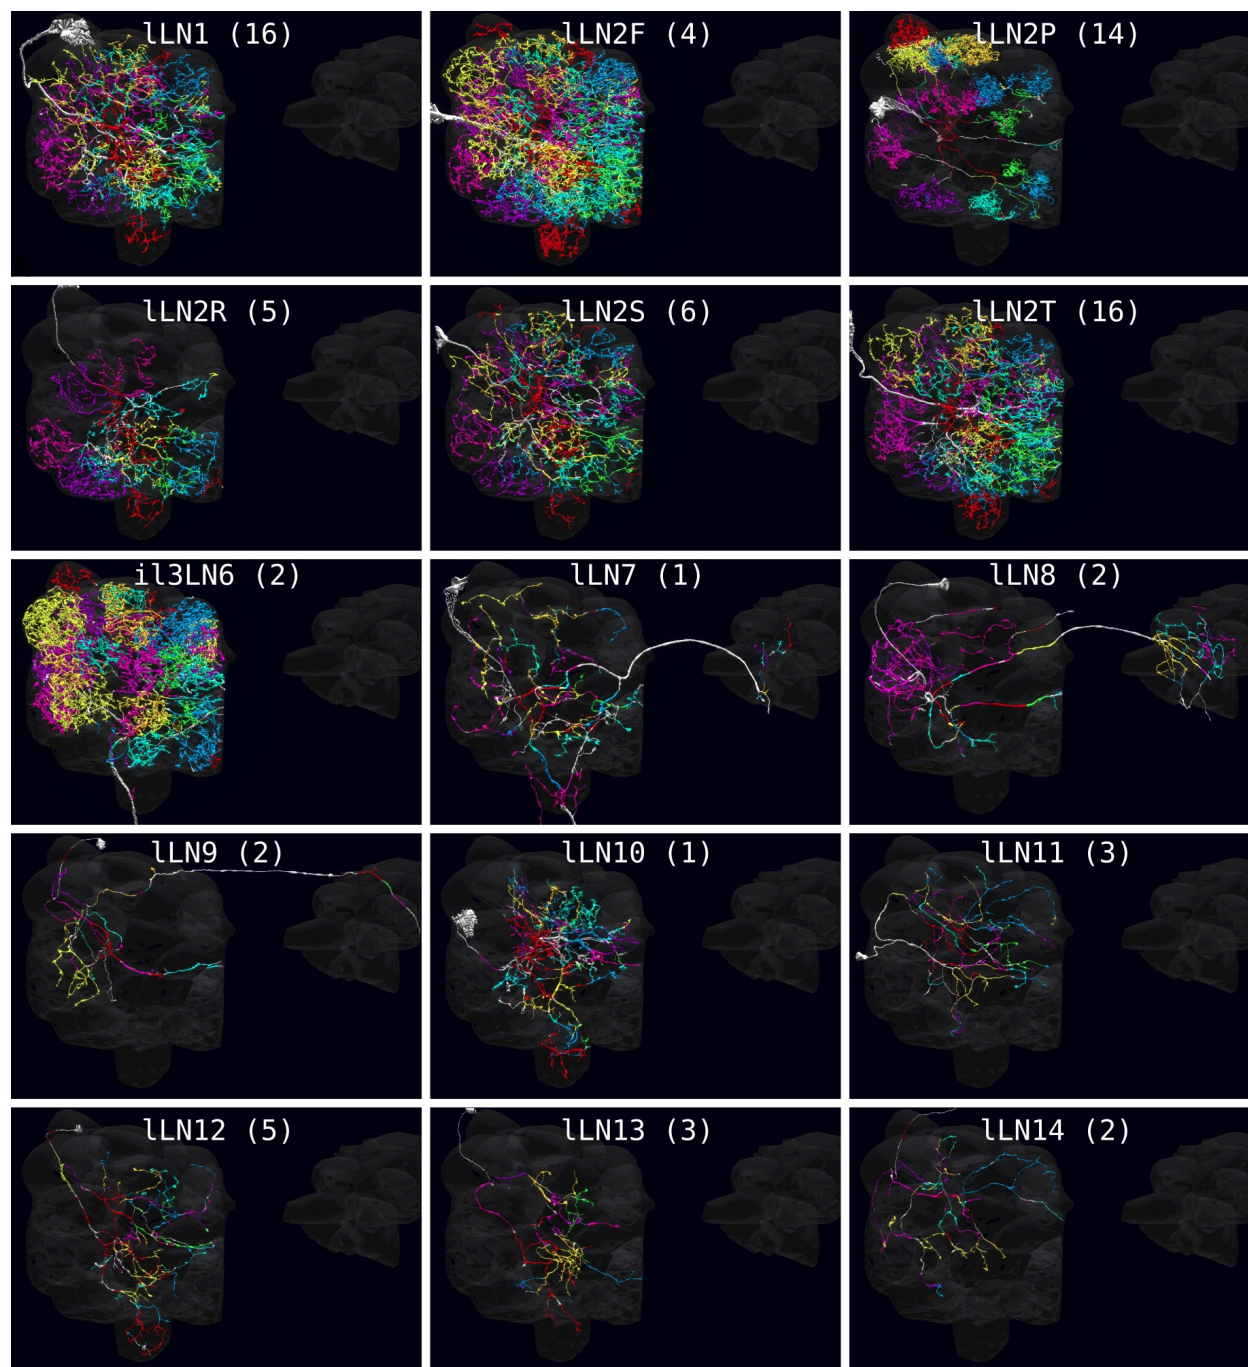 lLN1 (16)
lLN2F (4)
lLN2P (14)
lLN2R (5)
lLN2S (6)
lLN2T (16)
il3LN6 (2)
lLN7 (1)
lLN8 (2)
lLN9 (2)
lLN10 (1)
lLN11 (3)
lLN12 (5)
lLN13 (3)
lLN14 (2)